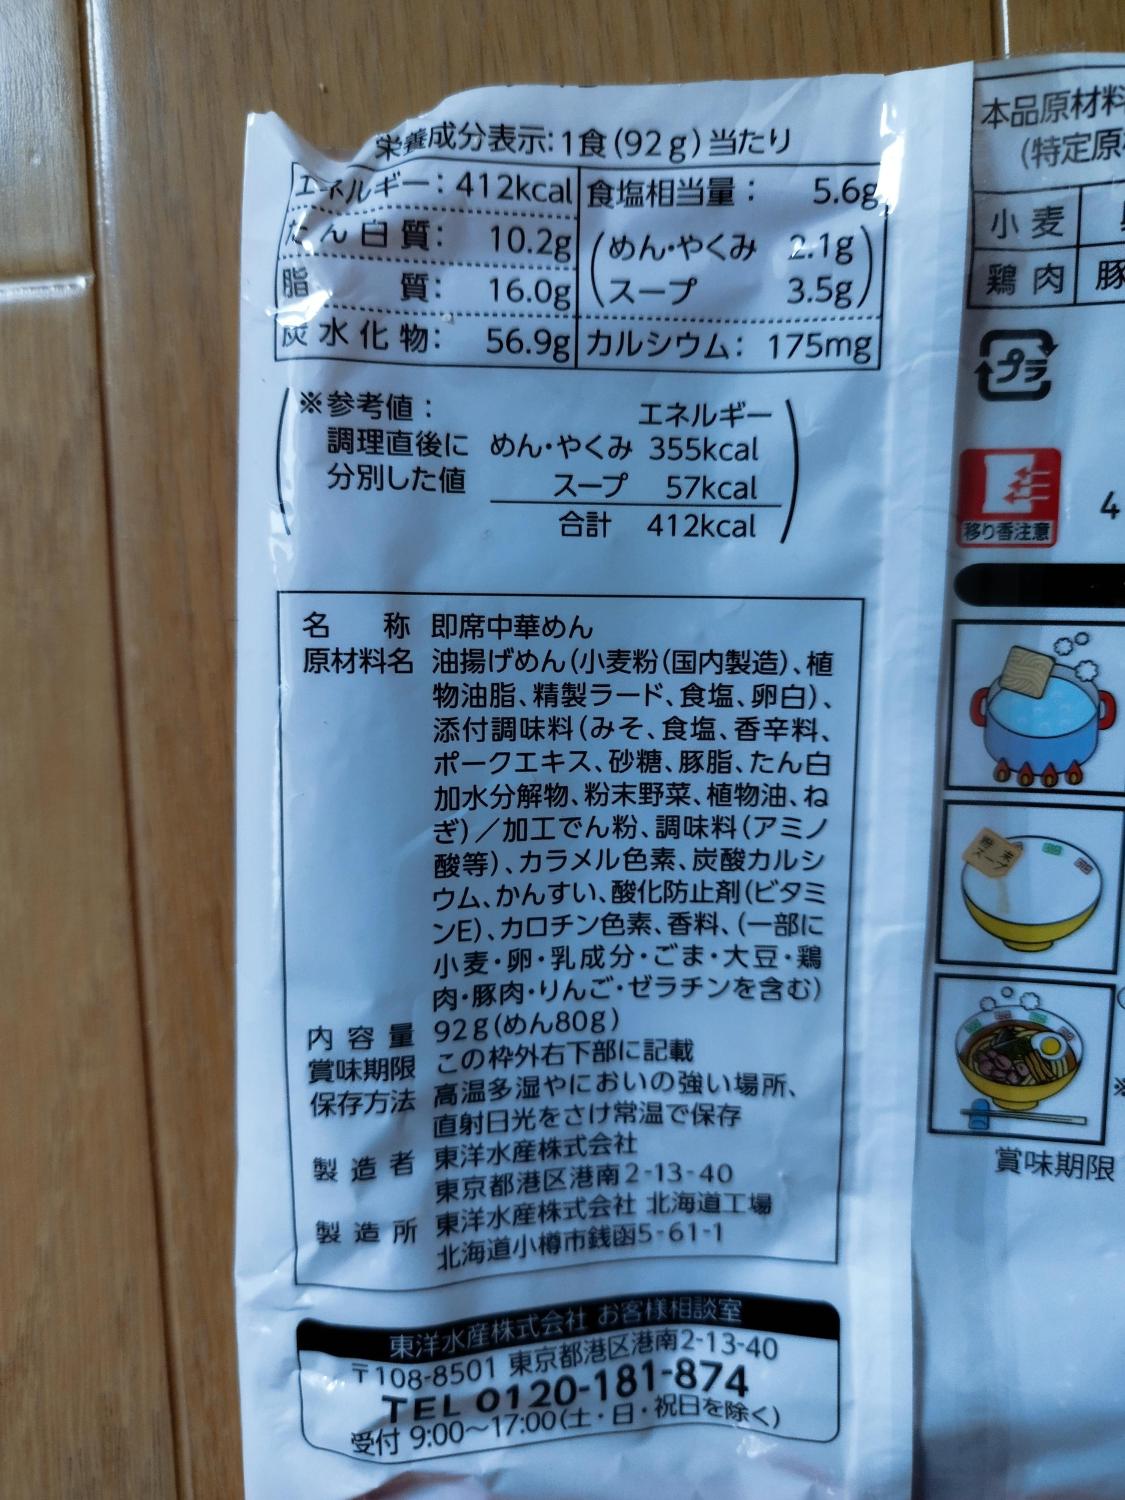 栄養成分表示:1食(92g)当たり
エネルギー: 412kcal
たん白質: 10.2g
脂質: 16.0g
炭水化物: 56.9g
食塩相当量: 5.6g
(めん・やくみ 2.1g
スープ 3.5g)
カルシウム: 175mg
※参考値: エネルギー
調理直後に めん・やくみ 355kcal
分別した値 スープ 57kcal
合計 412kcal
名称 即席中華めん
原材料名 油揚げめん(小麦粉(国内製造)、植
物油脂、精製ラード、食塩、卵白)、
添付調味料(みそ、食塩、香辛料、
ポークエキス、砂糖、豚脂、たん白
加水分解物、粉末野菜、植物油、ね
ぎ)/加工でん粉、調味料(アミノ
酸等)、カラメル色素、炭酸カルシ
ウム、かんすい、酸化防止剤(ビタミ
ンE)、カロチン色素、香料、(一部に
小麦・卵・乳成分・ごま・大豆・鶏
肉・豚肉・りんご・ゼラチンを含む)
内容量 92g(めん80g)
賞味期限 この枠外右下部に記載
保存方法 高温多湿やにおいの強い場所、
直射日光をさけ常温で保存
製造者 東洋水産株式会社
東京都港区港南2-13-40
製造所 東洋水産株式会社 北海道工場
北海道小樽市銭函5-61-1
東洋水産株式会社 お客様相談室
〒108-8501 東京都港区港南2-13-40
TEL 0120-181-874
受付 9:00～17:00(土・日・祝日を除く)
本品原材料
(特定原
小麦
鶏肉 豚
プラ
移り香注意
4
粉末
スープ
賞味期限